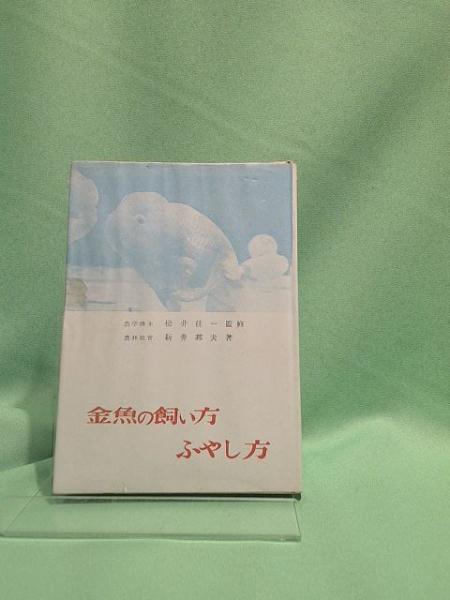 農学博士 松井佳一監修
農林技官 新井邦夫著
金魚の飼い方
ふやし方